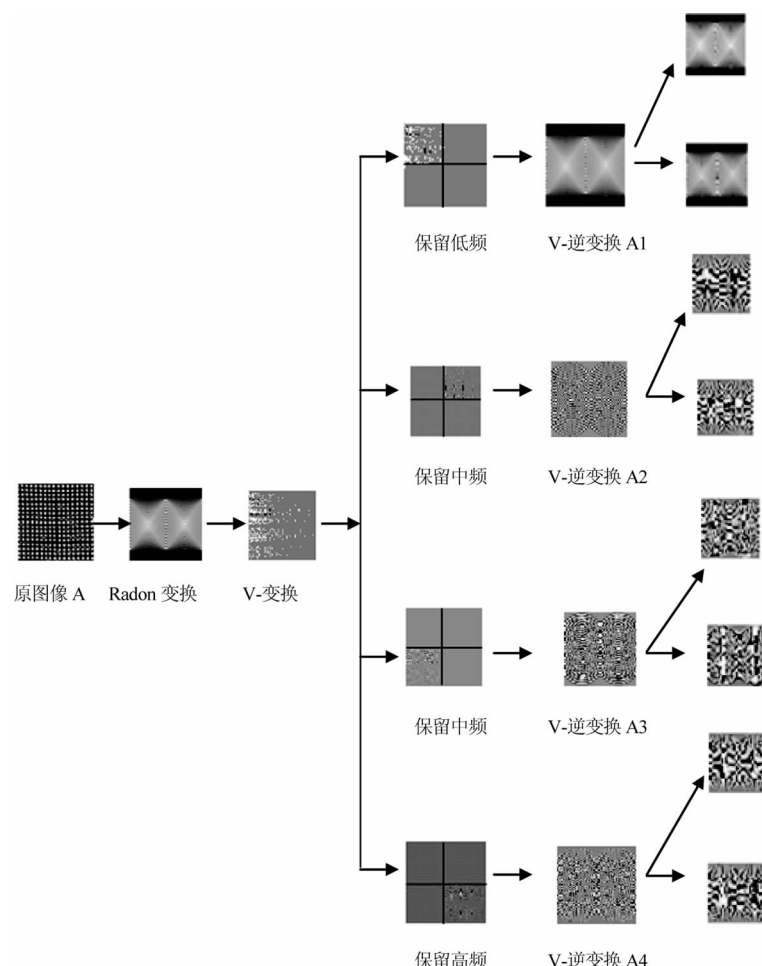 保留低频
V-逆变换 A1
保留中频
V-逆变换 A2
原图像 A
Radon 变换
V-变换
保留中频
V-逆变换 A3
保留高频
V-逆变换 A4